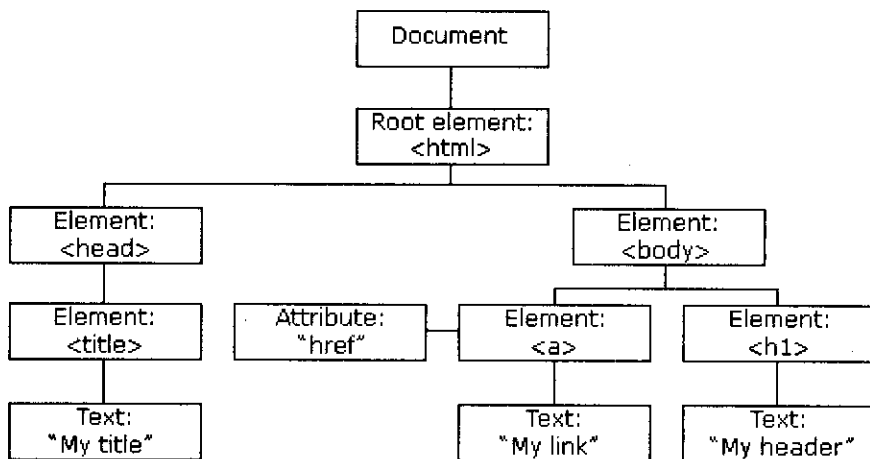 Document
Root element:
<html>
Element:
<head>
Element:
<body>
Element:
<title>
Attribute:
"href"
Element:
<a>
Element:
<h1>
Text:
"My title"
Text:
"My link"
Text:
"My header"